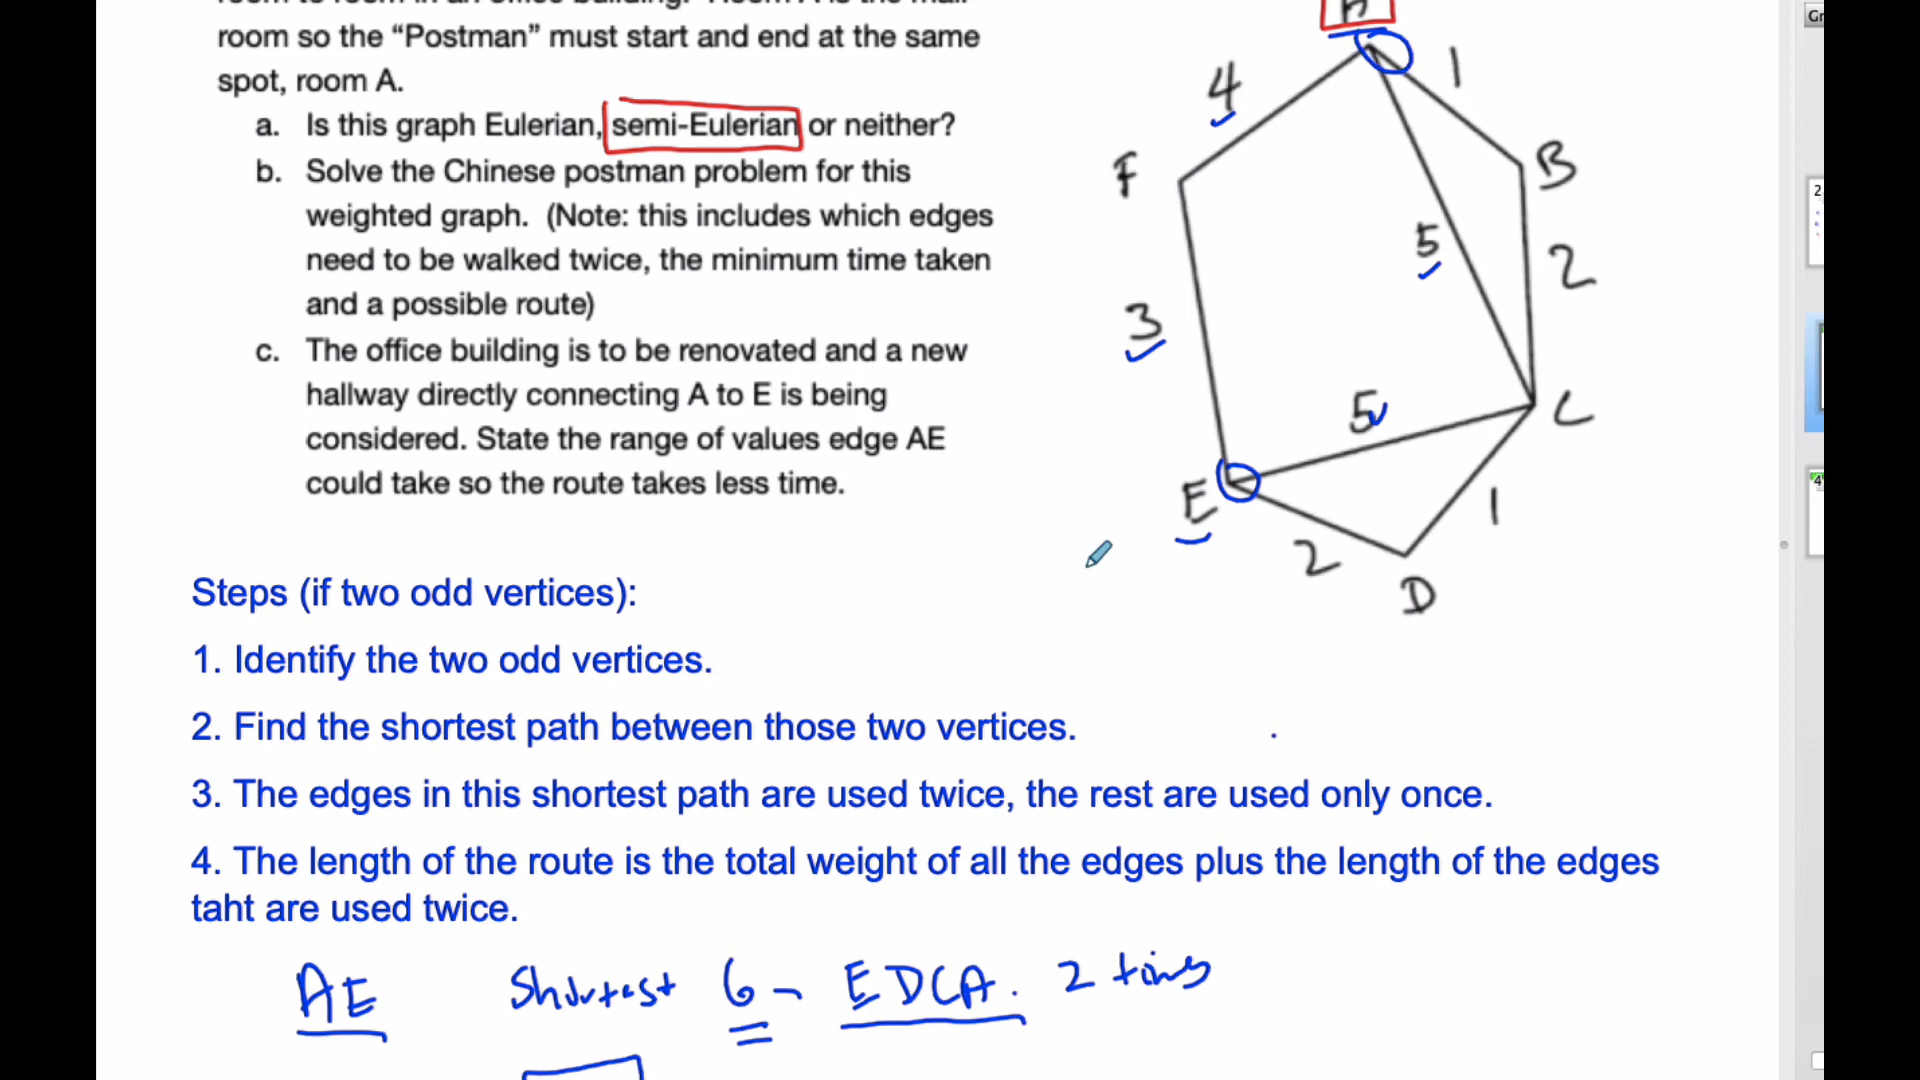 room so the “Postman” must start and end at the same
spot, room A.
a. Is this graph Eulerian, semi-Eulerian or neither?
b. Solve the Chinese postman problem for this
weighted graph. (Note: this includes which edges
need to be walked twice, the minimum time taken
and a possible route)
c. The office building is to be renovated and a new
hallway directly connecting A to E is being
considered. State the range of values edge AE
could take so the route takes less time.
4
1
F
B
5
2
3
5
C
E
1
2
D
Steps (if two odd vertices):
1. Identify the two odd vertices.
2. Find the shortest path between those two vertices.
3. The edges in this shortest path are used twice, the rest are used only once.
4. The length of the route is the total weight of all the edges plus the length of the edges
taht are used twice.
AE Shortest 6 - EDCA. 2 times
Gr
2
4